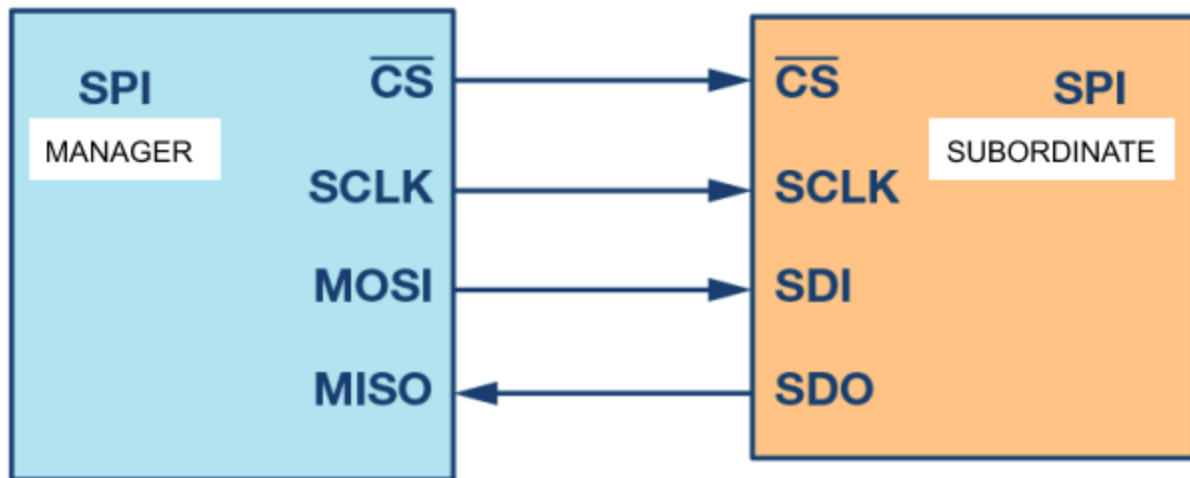 SPI
MANAGER
CS
SCLK
MOSI
MISO
CS
SCLK
SDI
SDO
SPI
SUBORDINATE